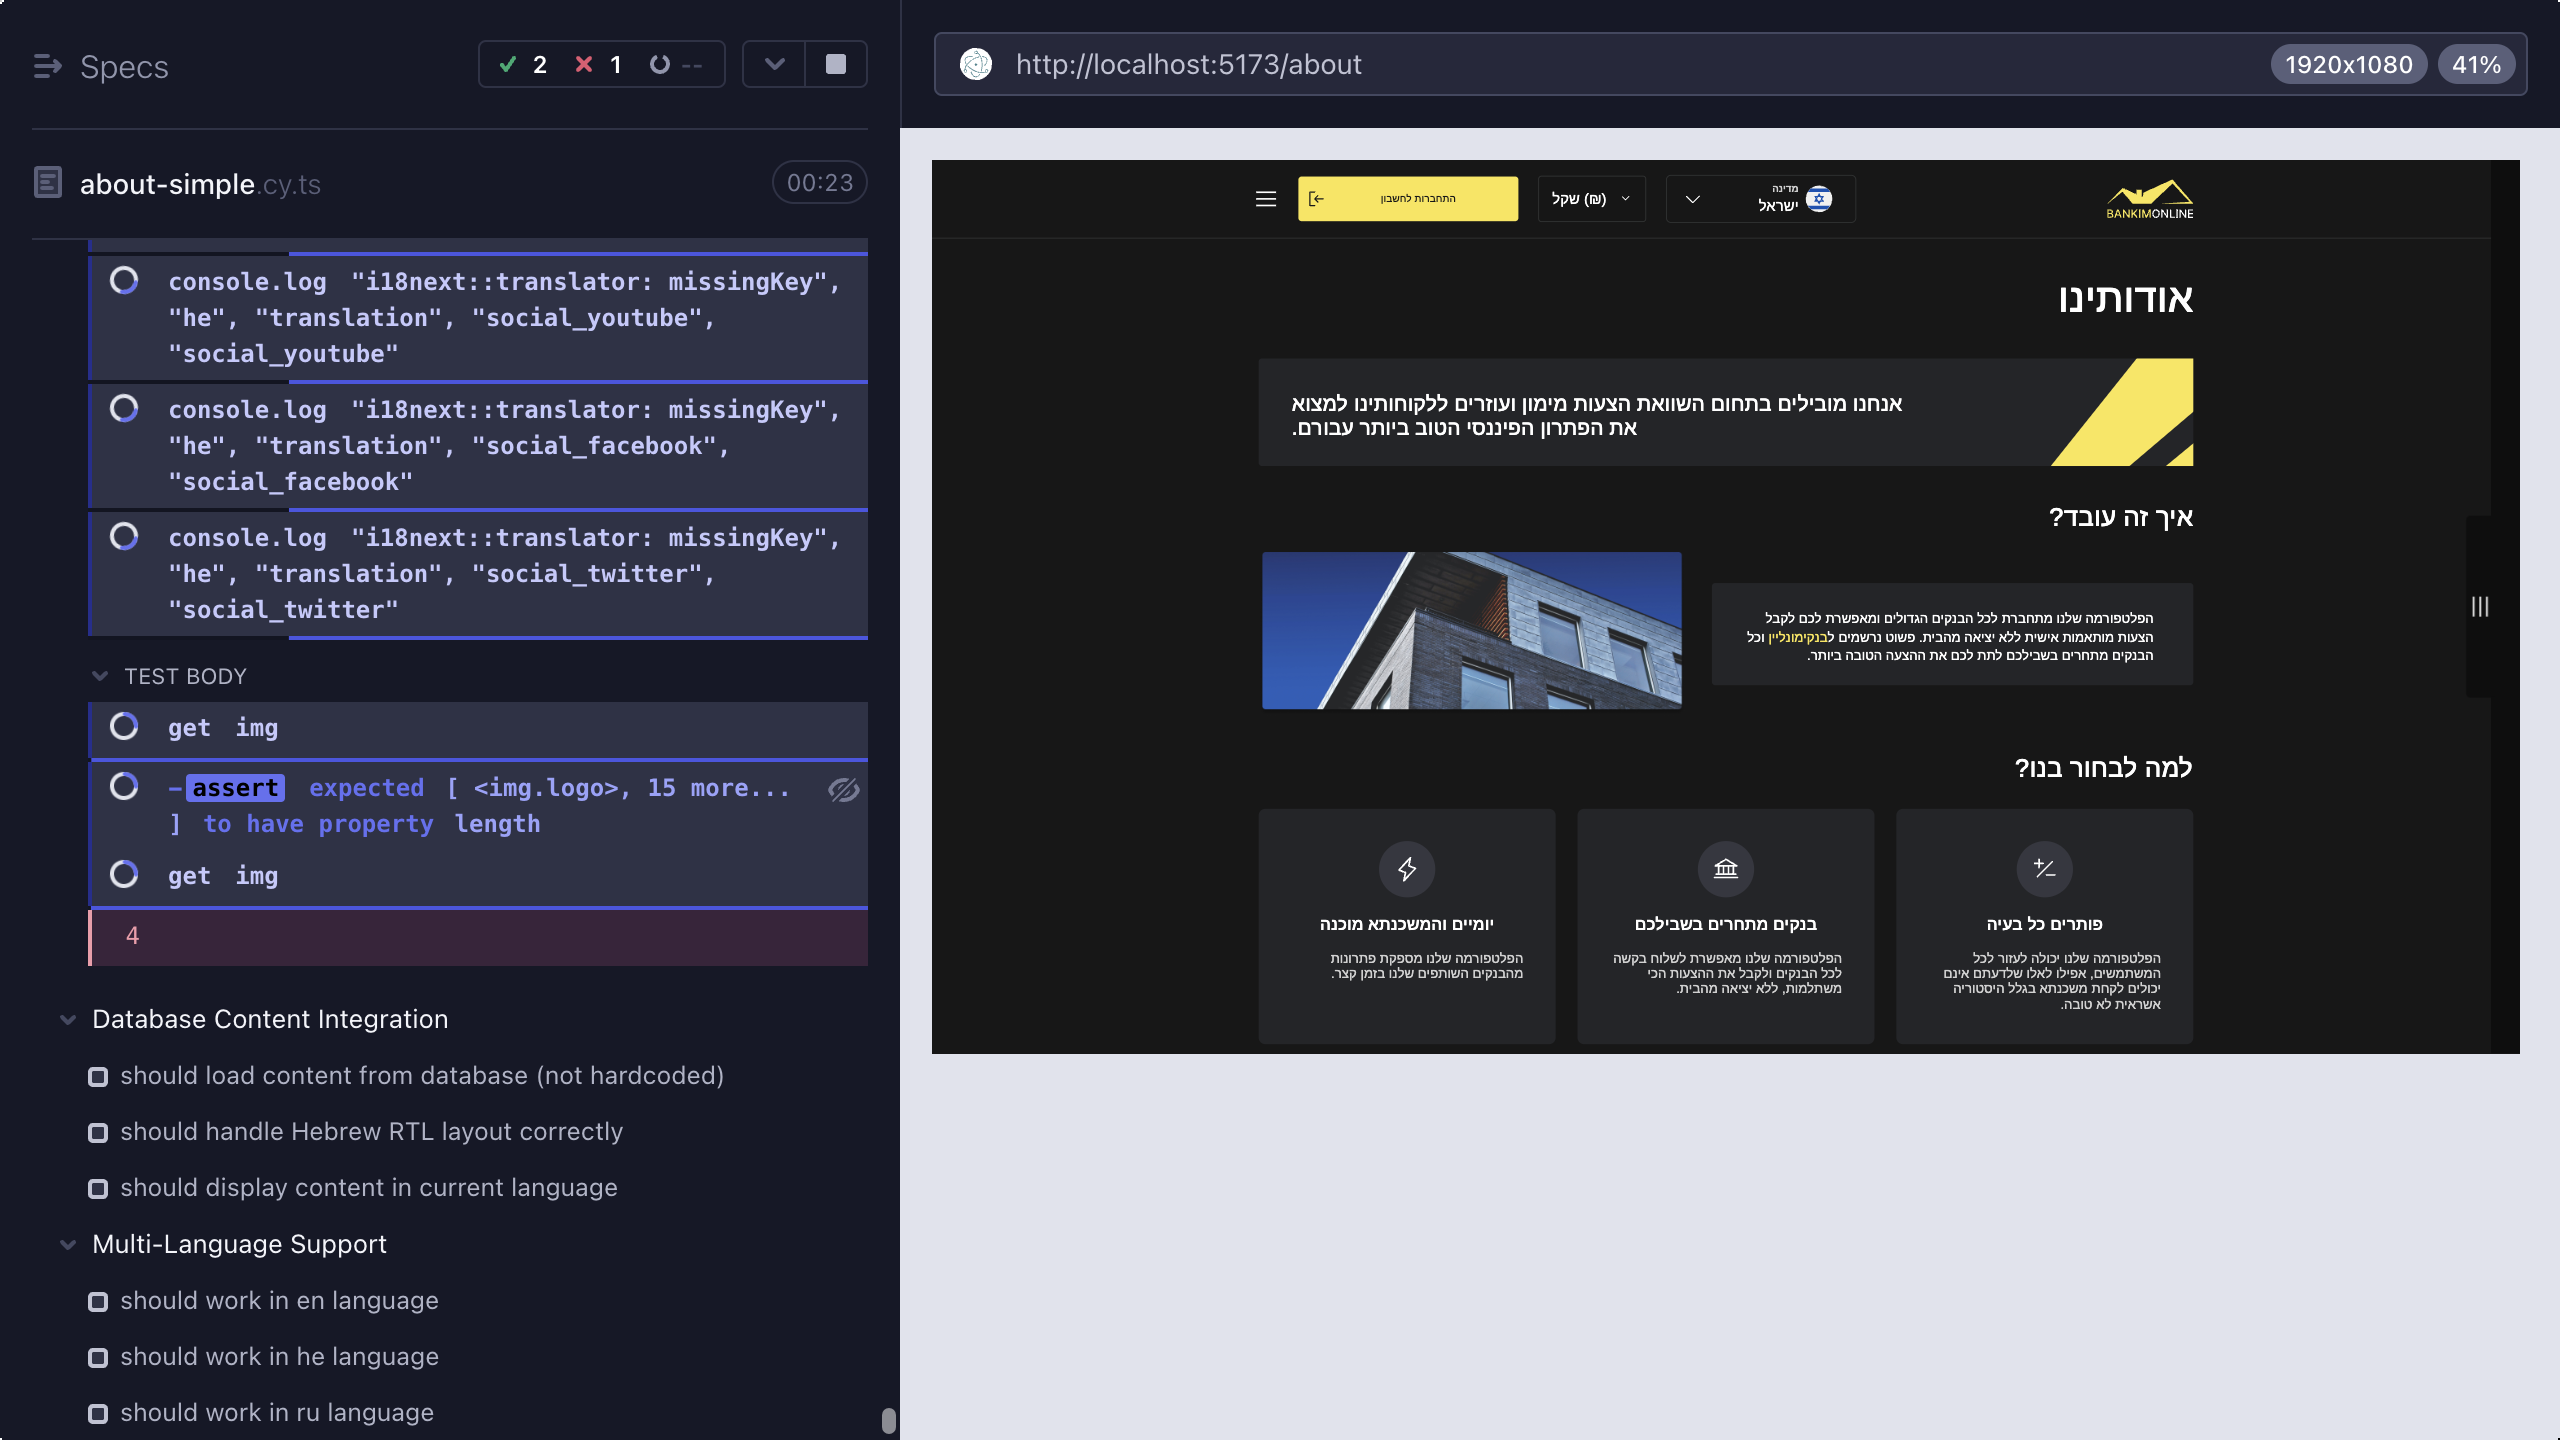 Specs
2 1 --
about-simple.cy.ts
00:23
console.log "i18next::translator: missingKey",
"he", "translation", "social_youtube",
"social_youtube"
console.log "i18next::translator: missingKey",
"he", "translation", "social_facebook",
"social_facebook"
console.log "i18next::translator: missingKey",
"he", "translation", "social_twitter",
"social_twitter"
TEST BODY
get img
-assert expected [ <img.logo>, 15 more...
] to have property length
get img
4
Database Content Integration
should load content from database (not hardcoded)
should handle Hebrew RTL layout correctly
should display content in current language
Multi-Language Support
should work in en language
should work in he language
should work in ru language
http://localhost:5173/about
1920x1080
41%
BANKIMONLINE
מדינה
ישראל
שקל (₪)
התחברות לחשבון
אודותינו
אנחנו מובילים בתחום השוואת הצעות מימון ועוזרים ללקוחותינו למצוא
את הפתרון הפיננסי הטוב ביותר עבורם.
איך זה עובד?
הפלטפורמה שלנו מתחברת לכל הבנקים הגדולים ומאפשרת לכם לקבל
הצעות מותאמות אישית ללא יציאה מהבית. פשוט נרשמים לבנקימונליין וכל
הבנקים מתחרים בשבילכם לתת לכם את ההצעה הטובה ביותר.
למה לבחור בנו?
פותרים כל בעיה
הפלטפורמה שלנו יכולה לעזור לכל
המשתמשים, אפילו לאלו שלדעתם אינם
יכולים לקחת משכנתא בגלל היסטוריה
אשראית לא טובה.
בנקים מתחרים בשבילכם
הפלטפורמה שלנו מאפשרת לשלוח בקשה
לכל הבנקים ולקבל את ההצעות הכי
משתלמות, ללא יציאה מהבית.
יומיים והמשכנתא מוכנה
הפלטפורמה שלנו מספקת פתרונות
מהבנקים השותפים שלנו בזמן קצר.